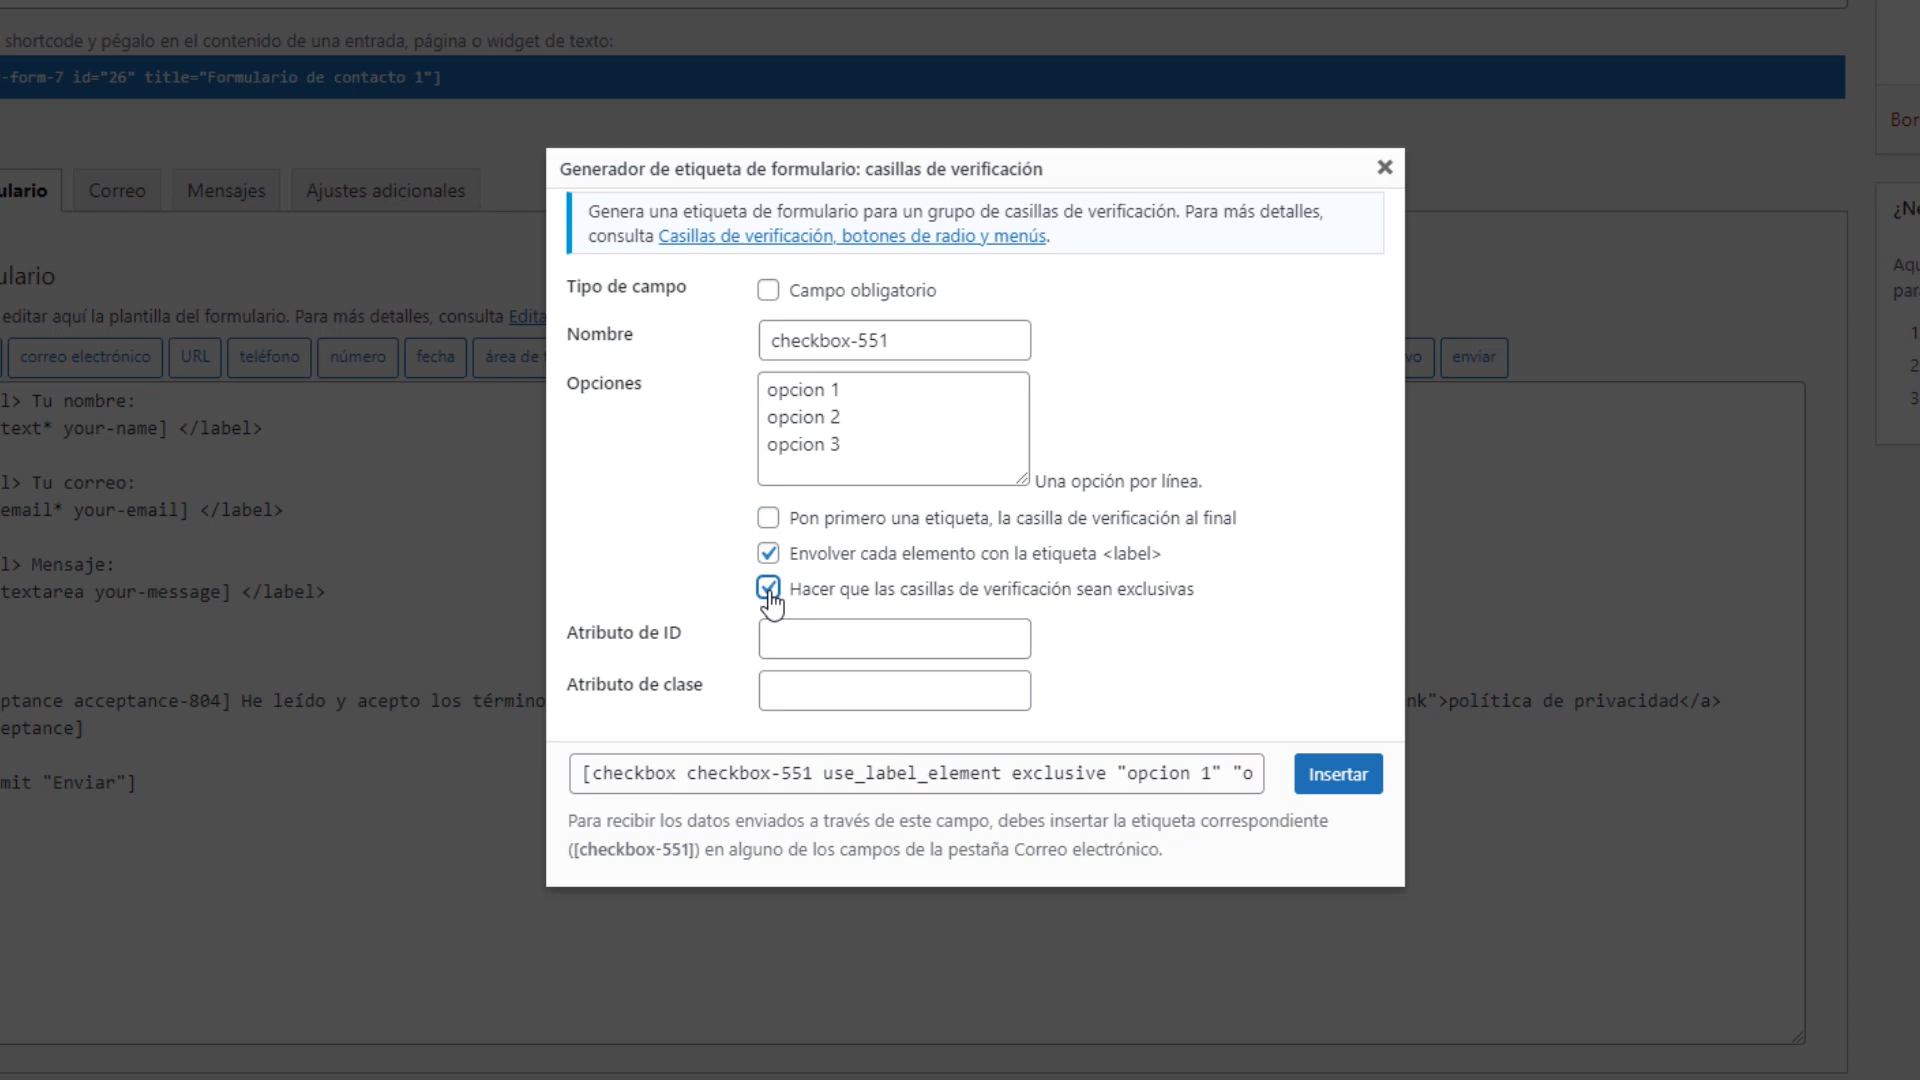 shortcode y pégalo en el contenido de una entrada, página o widget de texto:
-form-7 id="26" title="Formulario de contacto 1"]
Bor
ulario
Correo
Mensajes
Ajustes adicionales
¿Ne
ulario
Aqu
para
editar aquí la plantilla del formulario. Para más detalles, consulta Edita
correo electrónico
URL
teléfono
número
fecha
área de t
vo
enviar
1
2
3
l> Tu nombre:
text* your-name] </label>
l> Tu correo:
email* your-email] </label>
l> Mensaje:
textarea your-message] </label>
ptance acceptance-804] He leído y acepto los término
nk">política de privacidad</a>
eptance]
mit "Enviar"]
Generador de etiqueta de formulario: casillas de verificación
Genera una etiqueta de formulario para un grupo de casillas de verificación. Para más detalles,
consulta Casillas de verificación, botones de radio y menús.
Tipo de campo
Campo obligatorio
Nombre
checkbox-551
Opciones
opcion 1
opcion 2
opcion 3
Una opción por línea.
Pon primero una etiqueta, la casilla de verificación al final
Envolver cada elemento con la etiqueta <label>
Hacer que las casillas de verificación sean exclusivas
Atributo de ID
Atributo de clase
[checkbox checkbox-551 use_label_element exclusive "opcion 1" "o
Insertar
Para recibir los datos enviados a través de este campo, debes insertar la etiqueta correspondiente
([checkbox-551]) en alguno de los campos de la pestaña Correo electrónico.